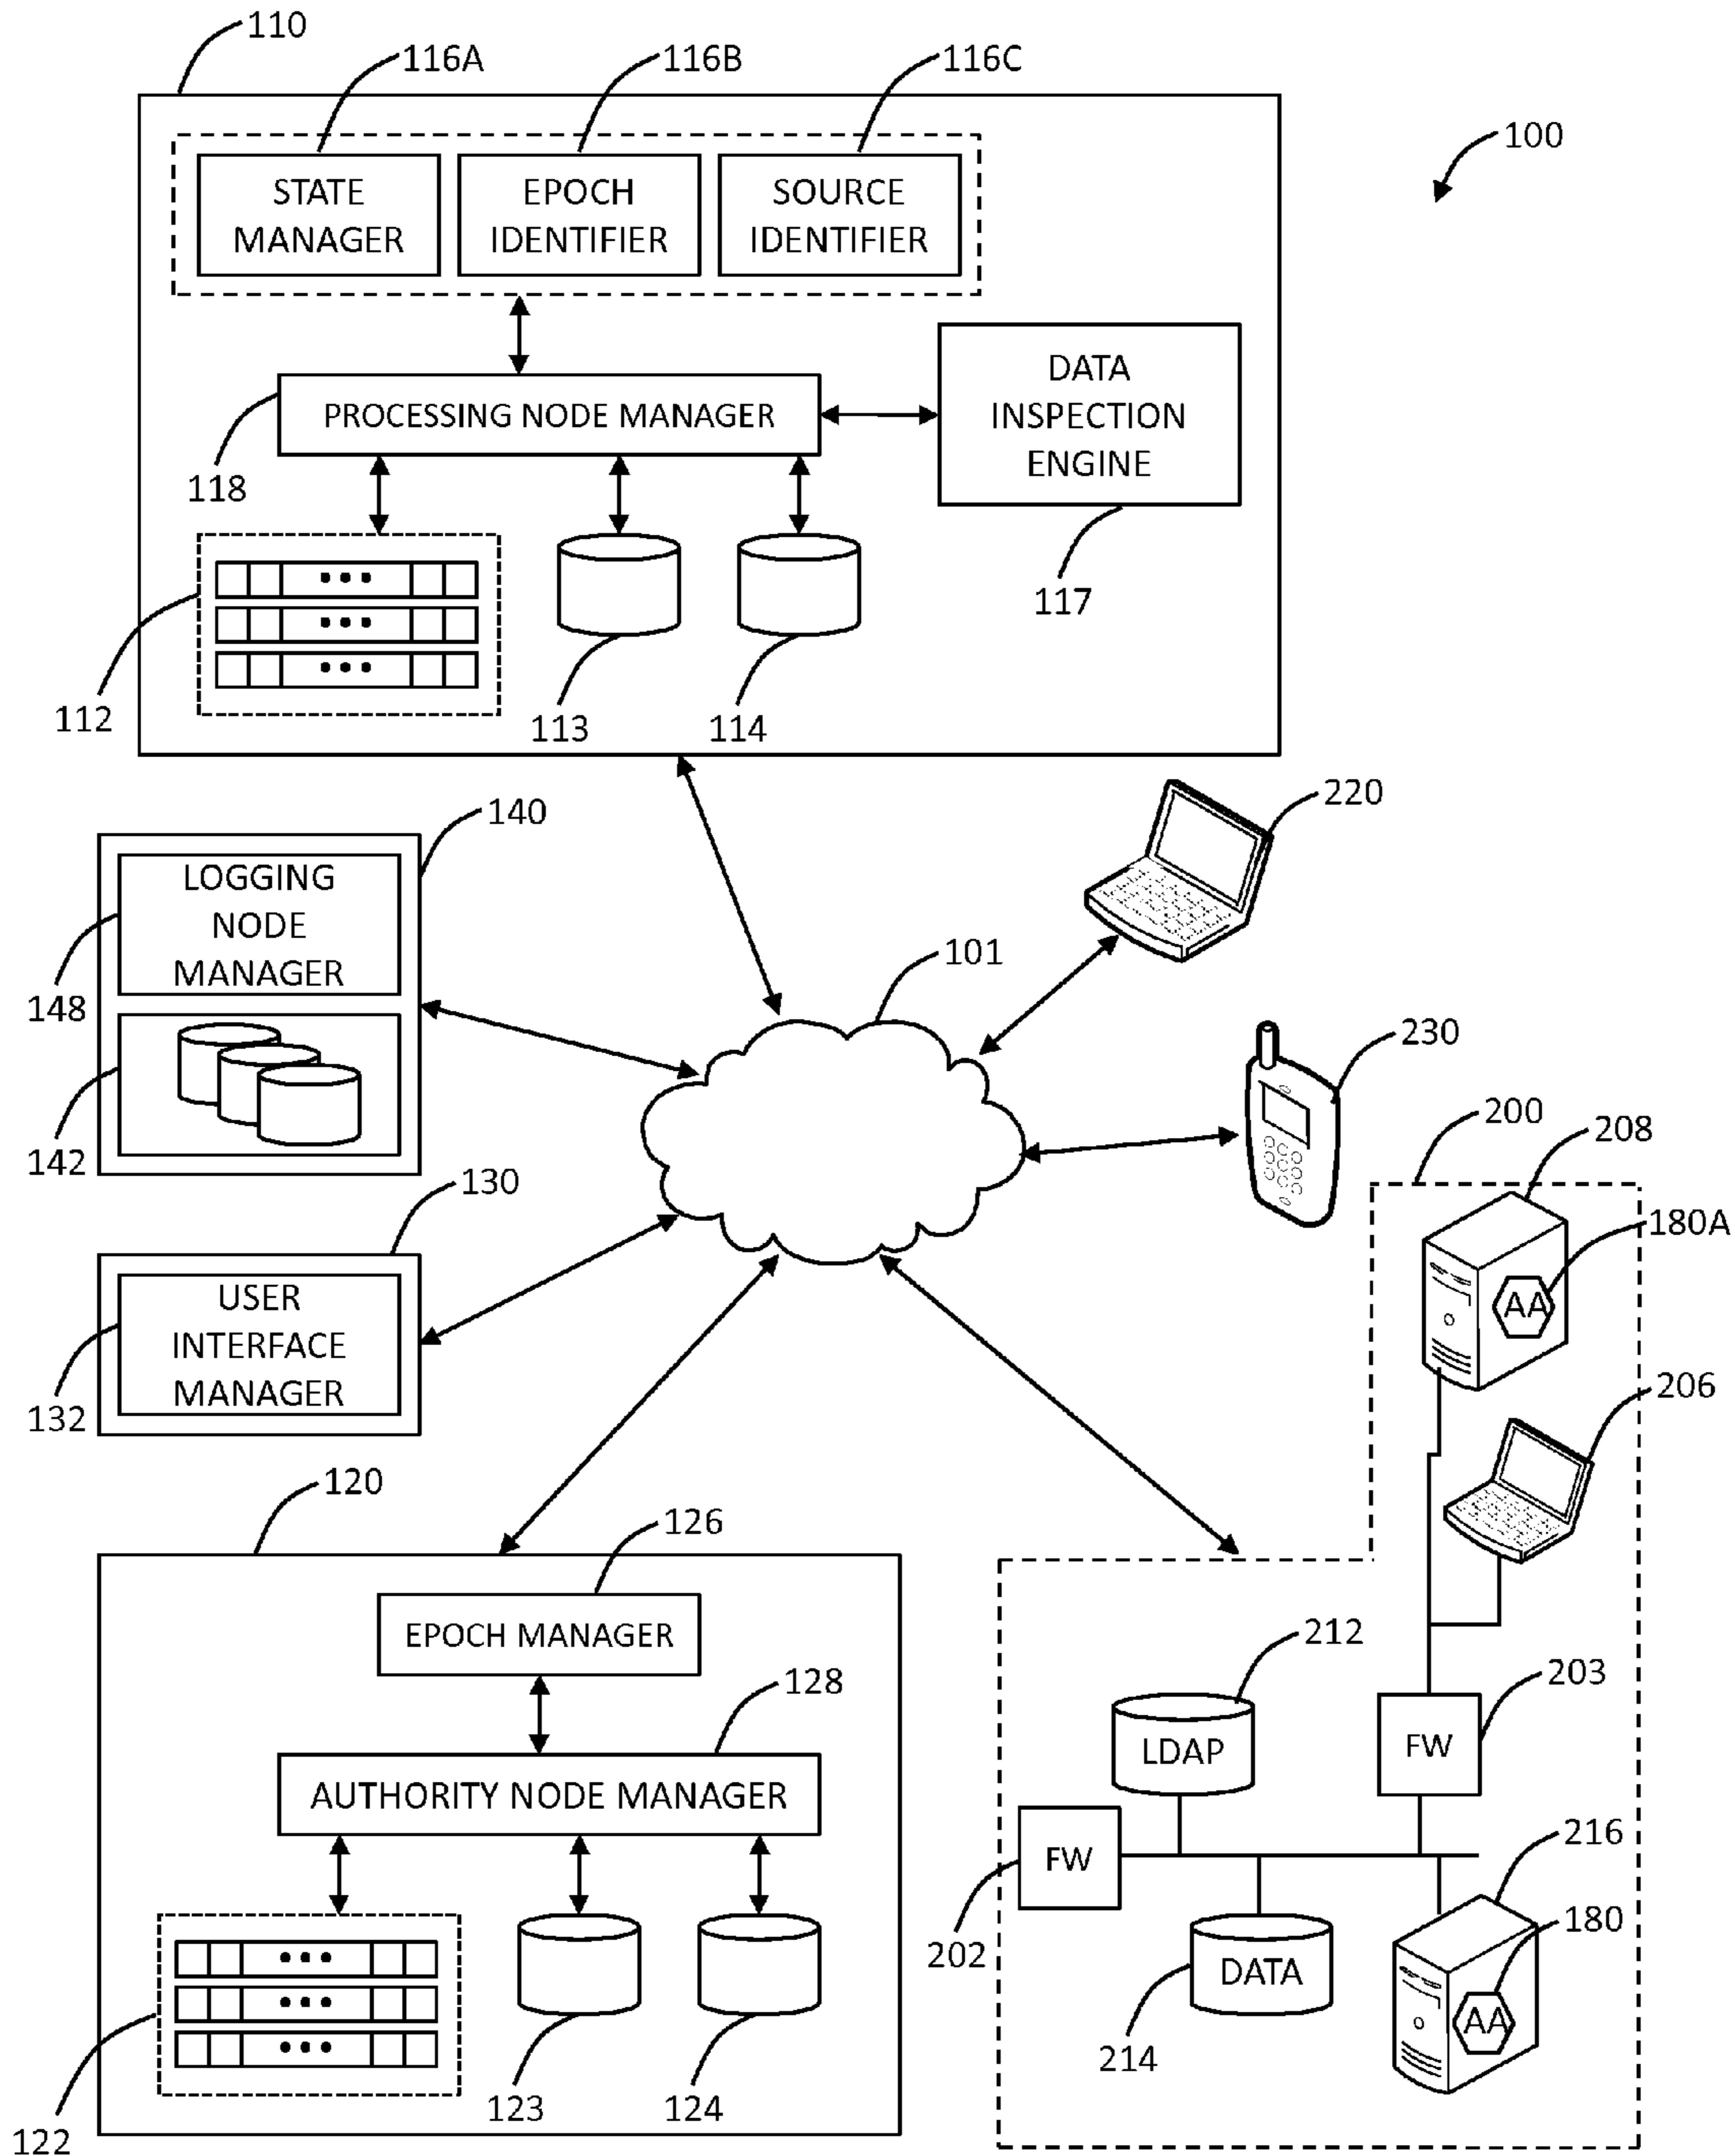 110
116A
116B
116C
100
STATE
MANAGER
EPOCH
IDENTIFIER
SOURCE
IDENTIFIER
DATA
INSPECTION
ENGINE
PROCESSING NODE MANAGER
118
117
112
113
114
140
220
LOGGING
NODE
MANAGER
148
101
142
230
200
208
180A
AA
130
USER
INTERFACE
MANAGER
132
206
120
126
EPOCH MANAGER
128
212
203
LDAP
FW
AUTHORITY NODE MANAGER
FW
216
180
202
DATA
AA
214
122
123
124